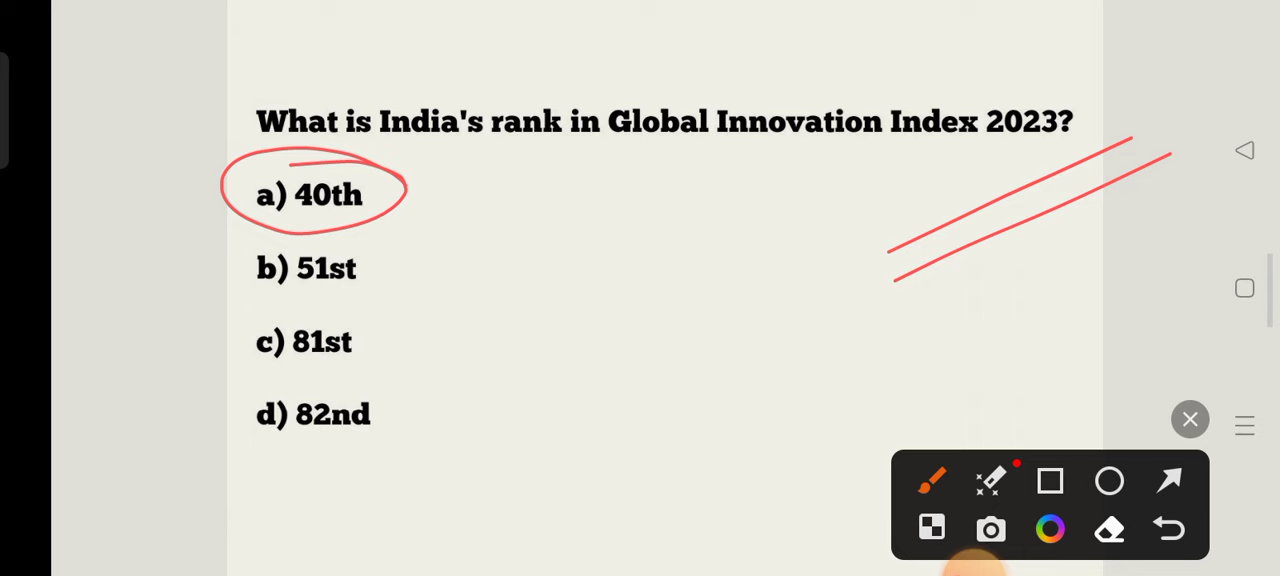 What is India's rank in Global Innovation Index 2023?
a) 40th
b) 51st
c) 81st
d) 82nd